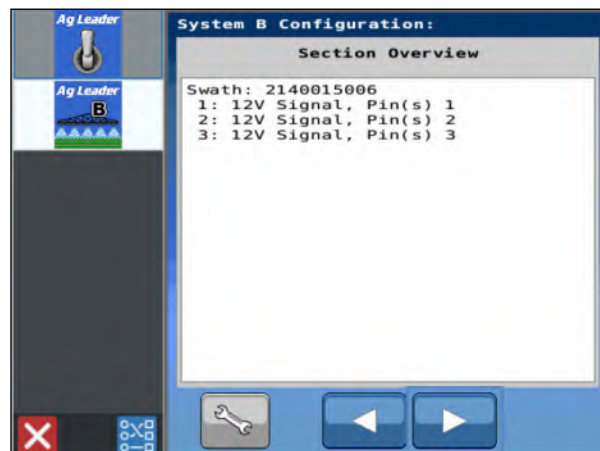 Ag Leader
System B Configuration:
Section Overview
Ag Leader
B
Swath: 2140015006
1: 12V Signal, Pin(s) 1
2: 12V Signal, Pin(s) 2
3: 12V Signal, Pin(s) 3